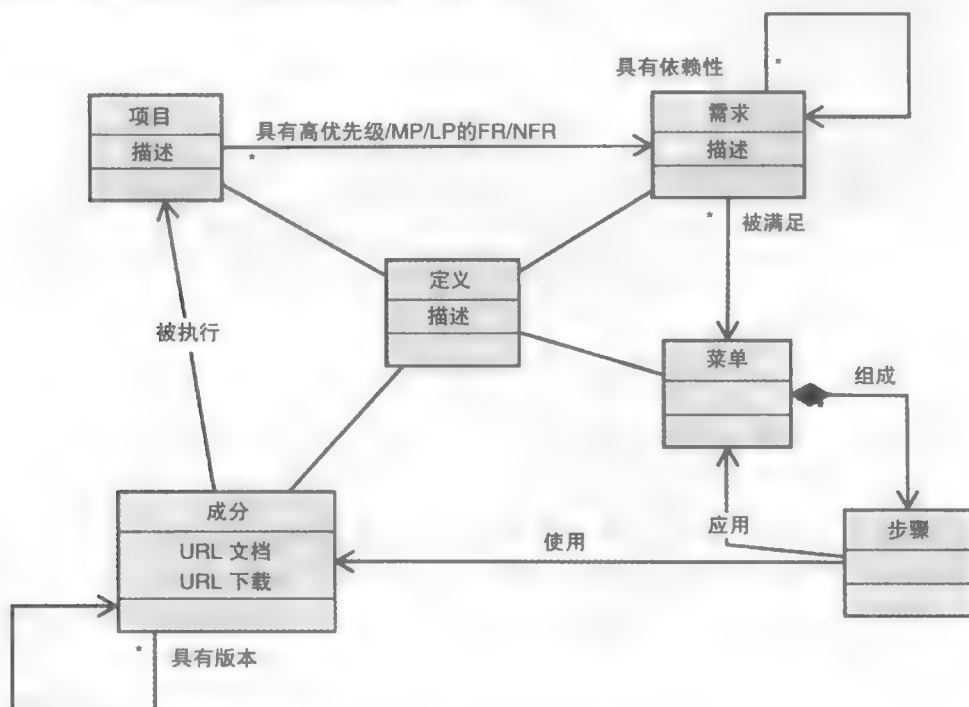 具有依赖性
*
项目
描述
具有高优先级/MP/LP的FR/NFR
*
需求
描述
*
被满足
定义
描述
被执行
菜单
组成
*
成分
URL 文档
URL 下载
使用
应用
步骤
*
具有版本